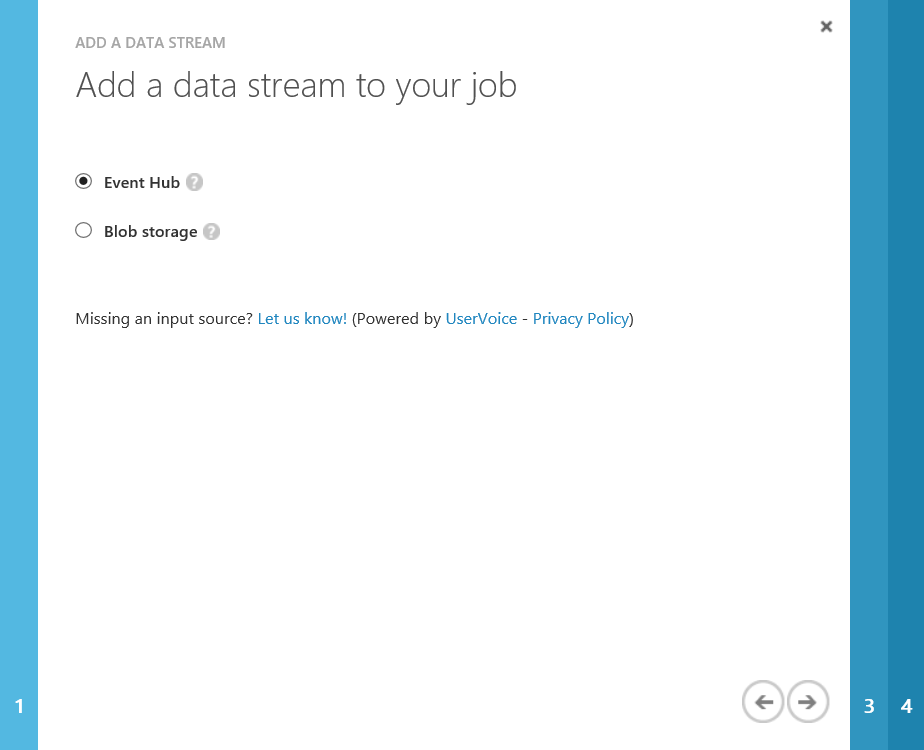 ADD A DATA STREAM
Add a data stream to your job
Event Hub ?
Blob storage ?
Missing an input source? Let us know! (Powered by UserVoice - Privacy Policy)
1
3
4